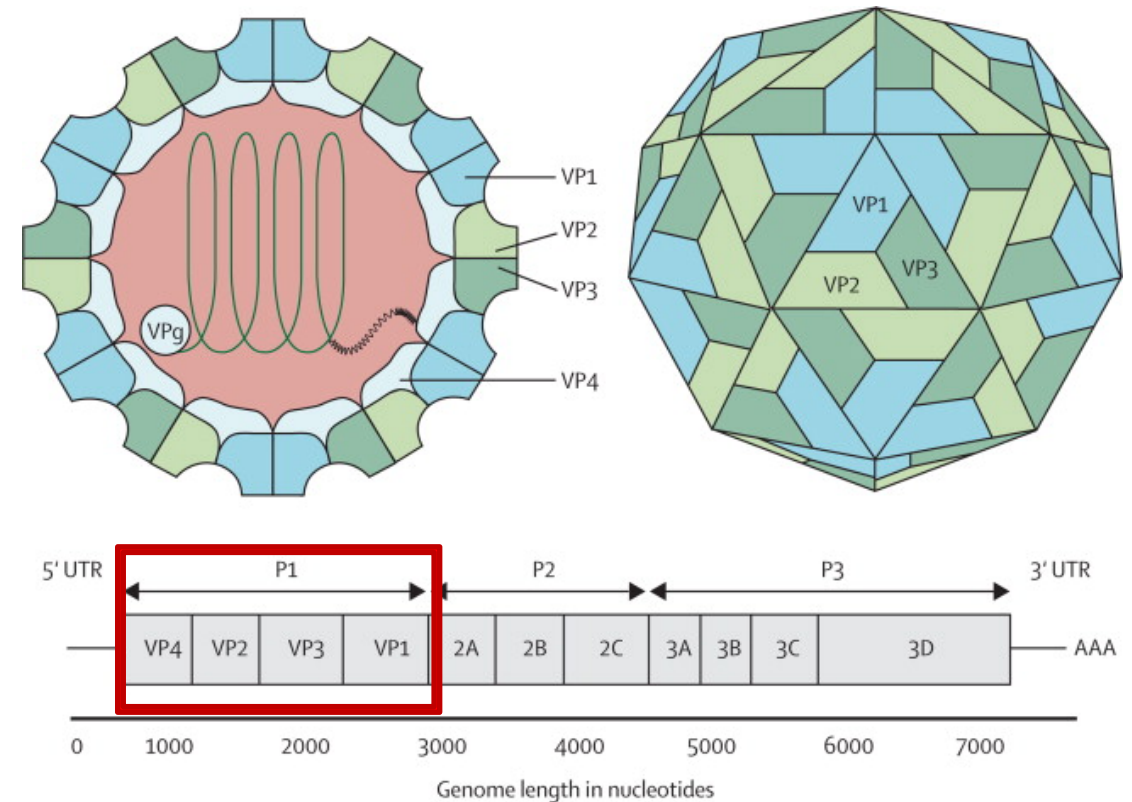 VP1
VP2
VP3
VP4
VPg
VP1
VP2
VP3
5' UTR P1 P2 P3 3' UTR
VP4 VP2 VP3 VP1 2A 2B 2C 3A 3B 3C 3D AAA
0 1000 2000 3000 4000 5000 6000 7000
Genome length in nucleotides